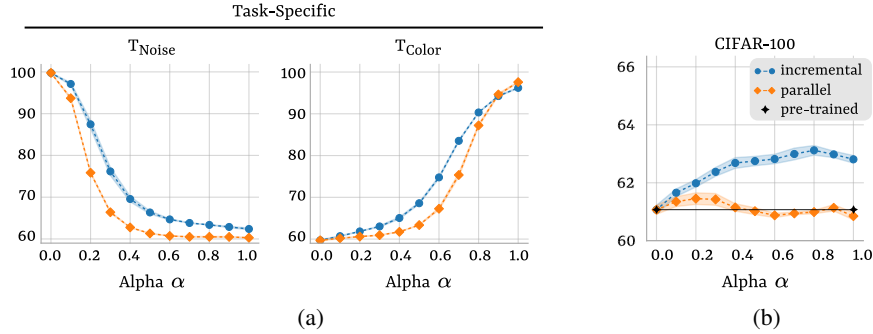 Task-Specific
T_Noise
T_Color
CIFAR-100
100
90
80
70
60
0.0 0.2 0.4 0.6 0.8 1.0
Alpha α
100
90
80
70
60
0.0 0.2 0.4 0.6 0.8 1.0
Alpha α
66
64
62
60
incremental
parallel
pre-trained
0.0 0.2 0.4 0.6 0.8 1.0
Alpha α
(a)
(b)